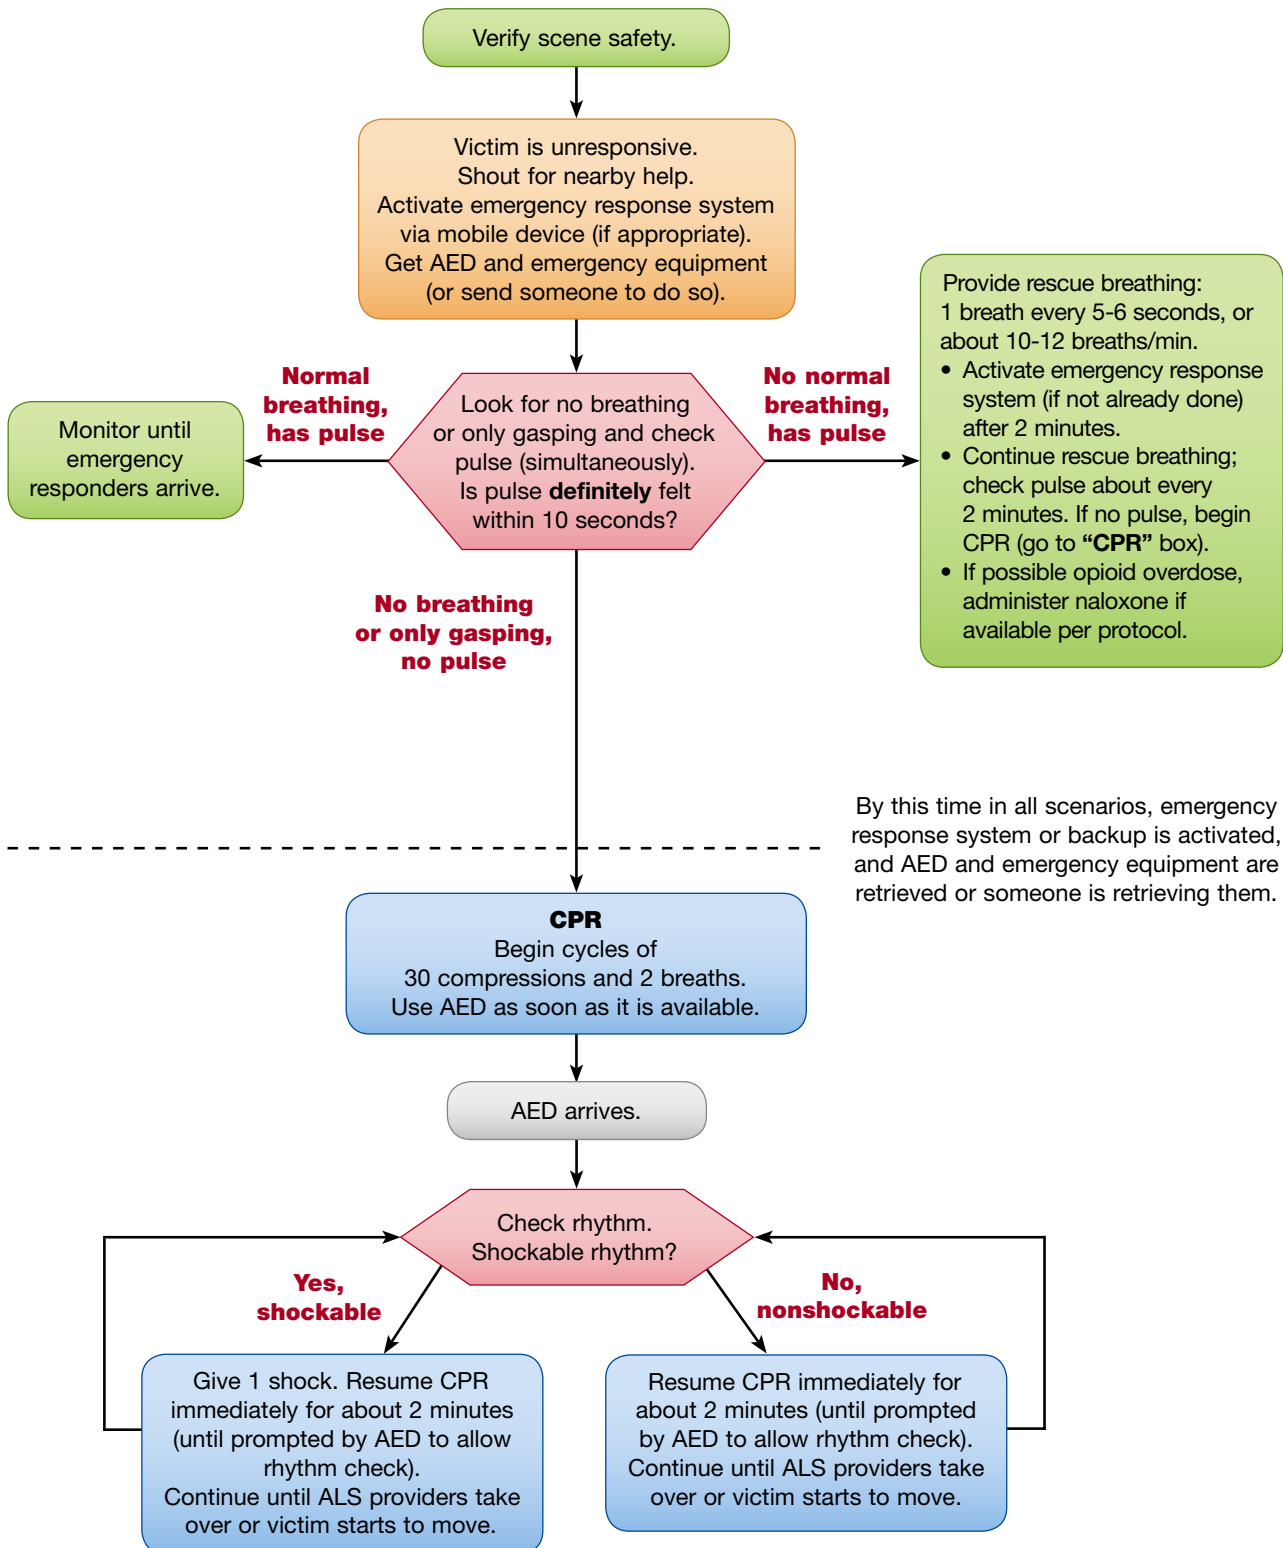 Verify scene safety.
Victim is unresponsive.
Shout for nearby help.
Activate emergency response system
via mobile device (if appropriate).
Get AED and emergency equipment
(or send someone to do so).
Normal
breathing,
has pulse
Monitor until
emergency
responders arrive.
Look for no breathing
or only gasping and check
pulse (simultaneously).
Is pulse definitely felt
within 10 seconds?
No normal
breathing,
has pulse
Provide rescue breathing:
1 breath every 5-6 seconds, or
about 10-12 breaths/min.
• Activate emergency response
system (if not already done)
after 2 minutes.
• Continue rescue breathing;
check pulse about every
2 minutes. If no pulse, begin
CPR (go to “CPR” box).
• If possible opioid overdose,
administer naloxone if
available per protocol.
No breathing
or only gasping,
no pulse
By this time in all scenarios, emergency
response system or backup is activated,
and AED and emergency equipment are
retrieved or someone is retrieving them.
CPR
Begin cycles of
30 compressions and 2 breaths.
Use AED as soon as it is available.
AED arrives.
Check rhythm.
Shockable rhythm?
Yes,
shockable
No,
nonshockable
Give 1 shock. Resume CPR
immediately for about 2 minutes
(until prompted by AED to allow
rhythm check).
Continue until ALS providers take
over or victim starts to move.
Resume CPR immediately for
about 2 minutes (until prompted
by AED to allow rhythm check).
Continue until ALS providers take
over or victim starts to move.